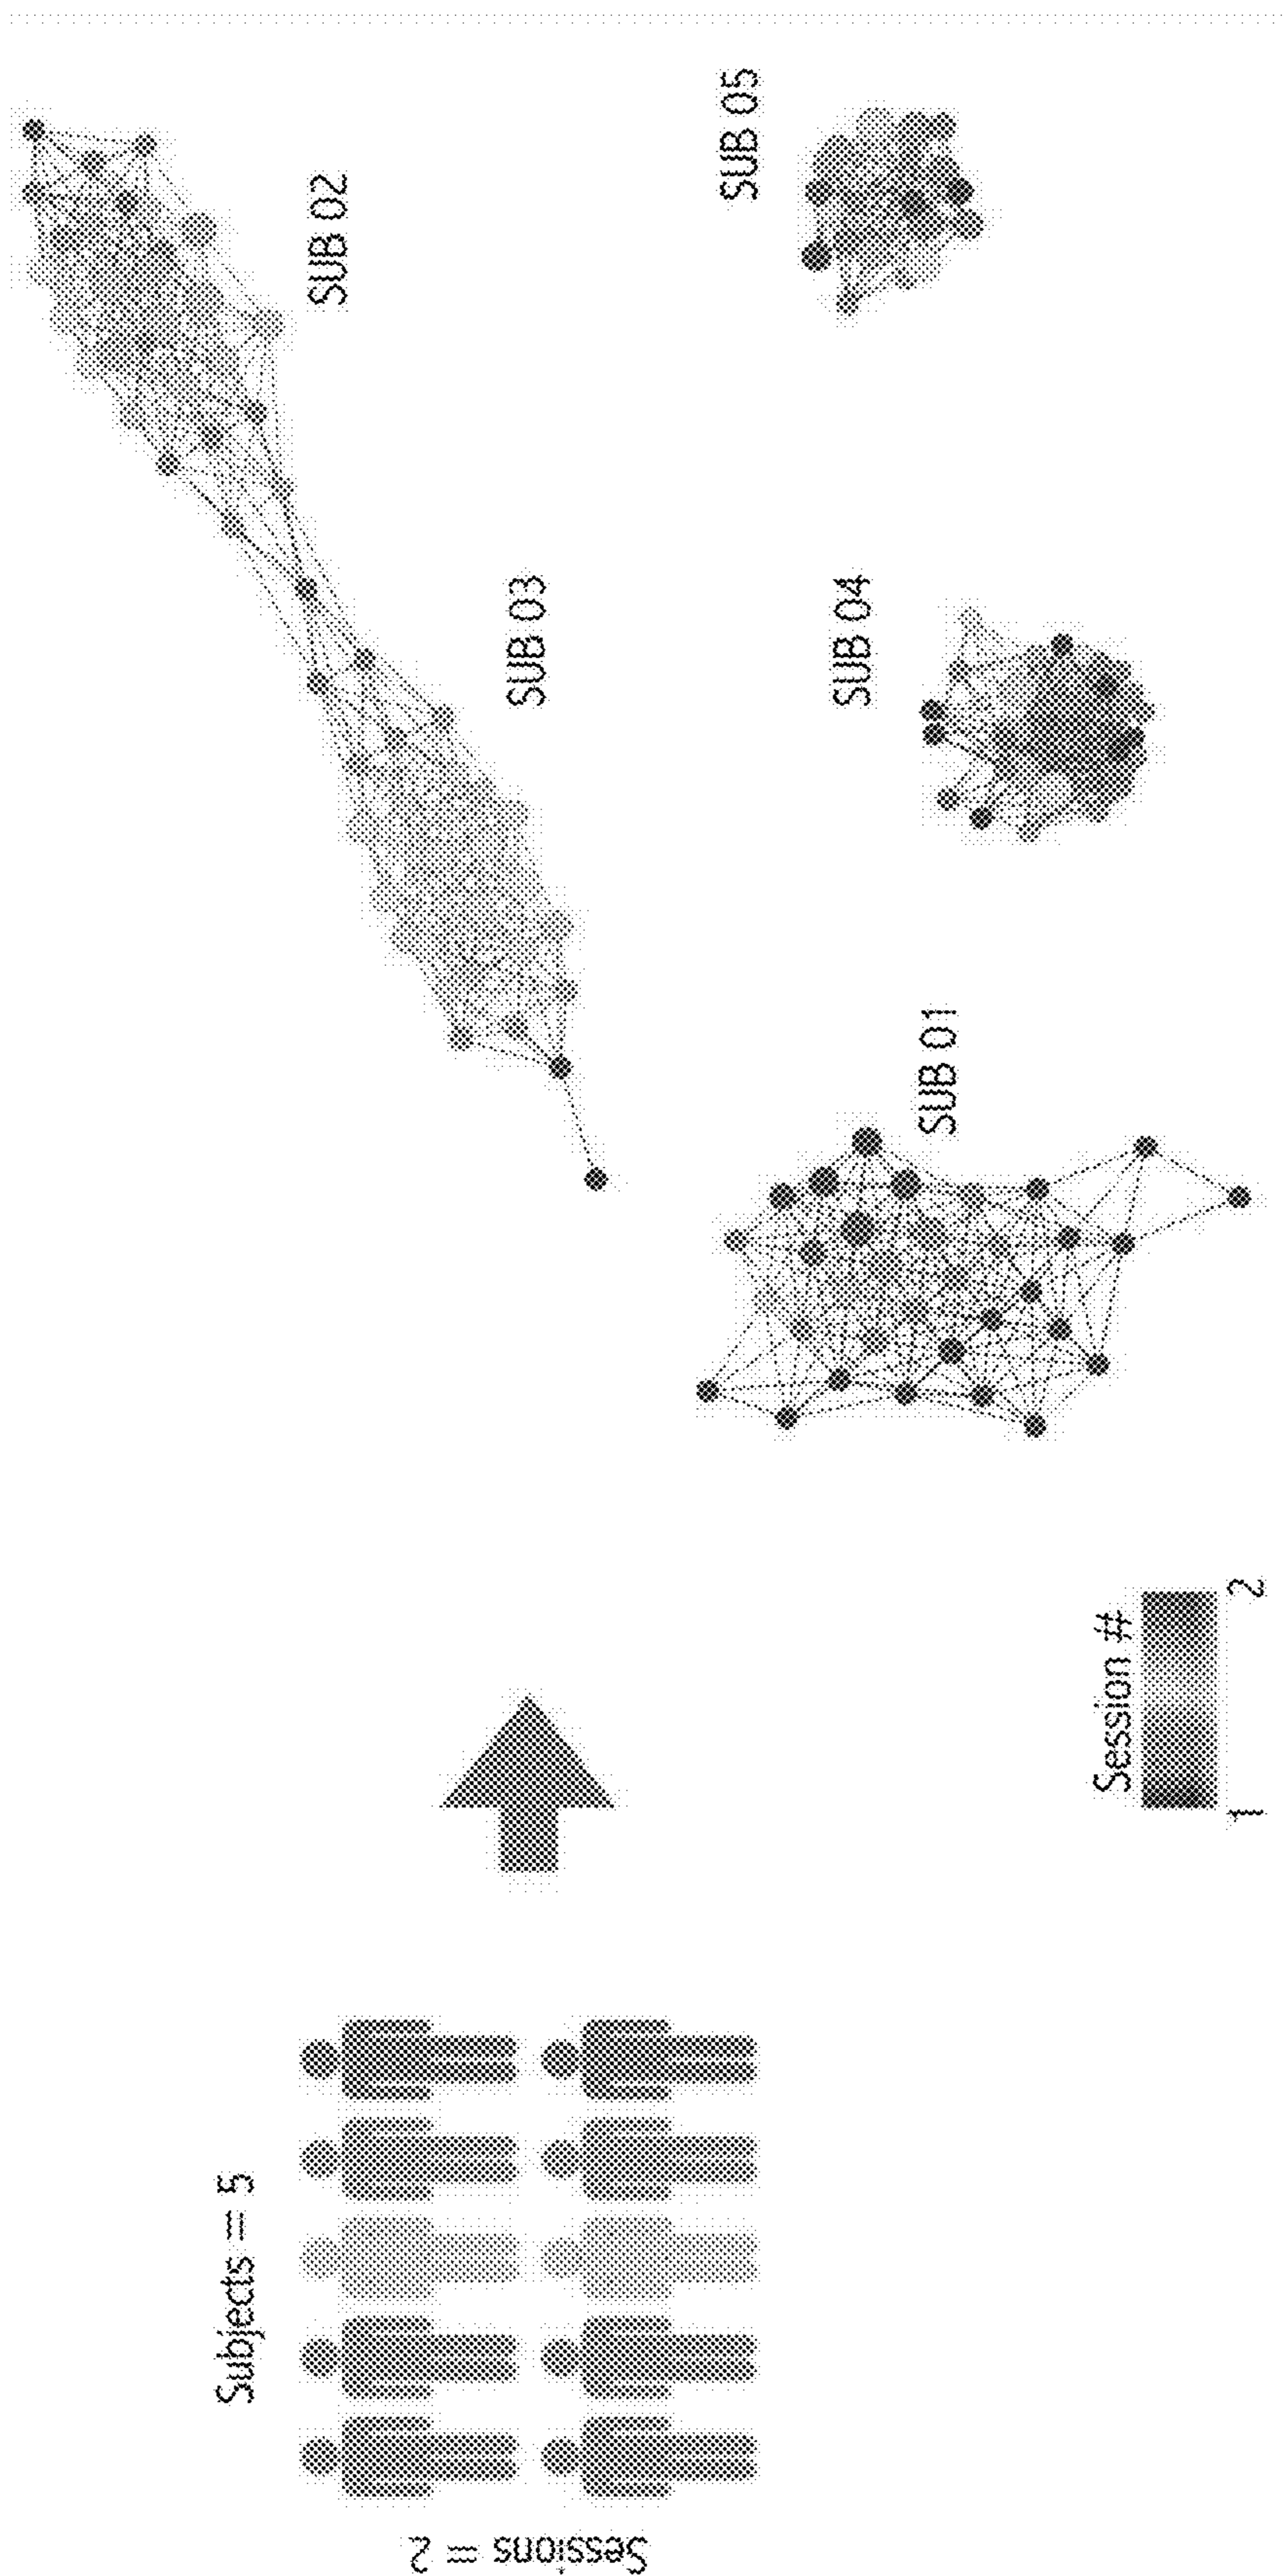 Subjects = 5
Sessions = 2
Session #
1 2
SUB 01
SUB 02
SUB 03
SUB 04
SUB 05